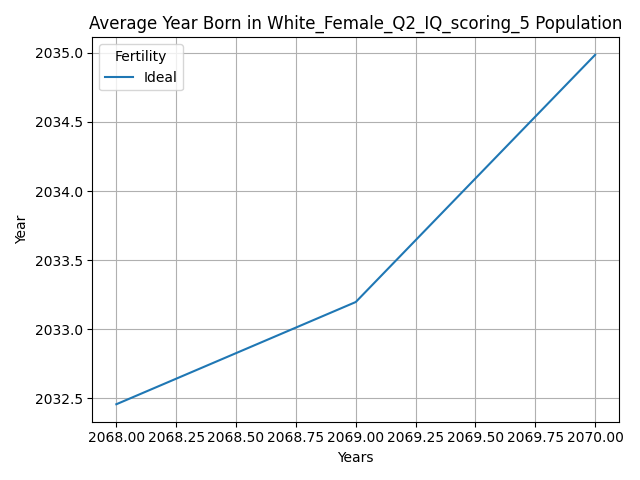 Average Year Born in White_Female_Q2_IQ_scoring_5 Population
Fertility
Ideal
2035.0
2034.5
2034.0
2033.5
2033.0
2032.5
Year
2068.00 2068.25 2068.50 2068.75 2069.00 2069.25 2069.50 2069.75 2070.00
Years